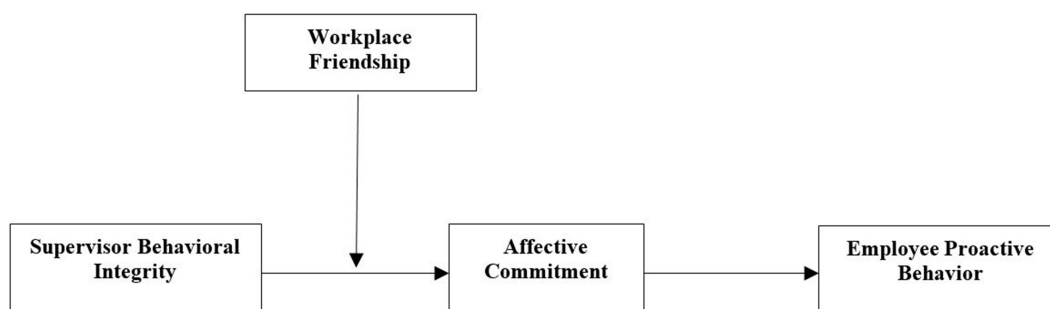 Workplace
Friendship
Supervisor Behavioral
Integrity
Affective
Commitment
Employee Proactive
Behavior